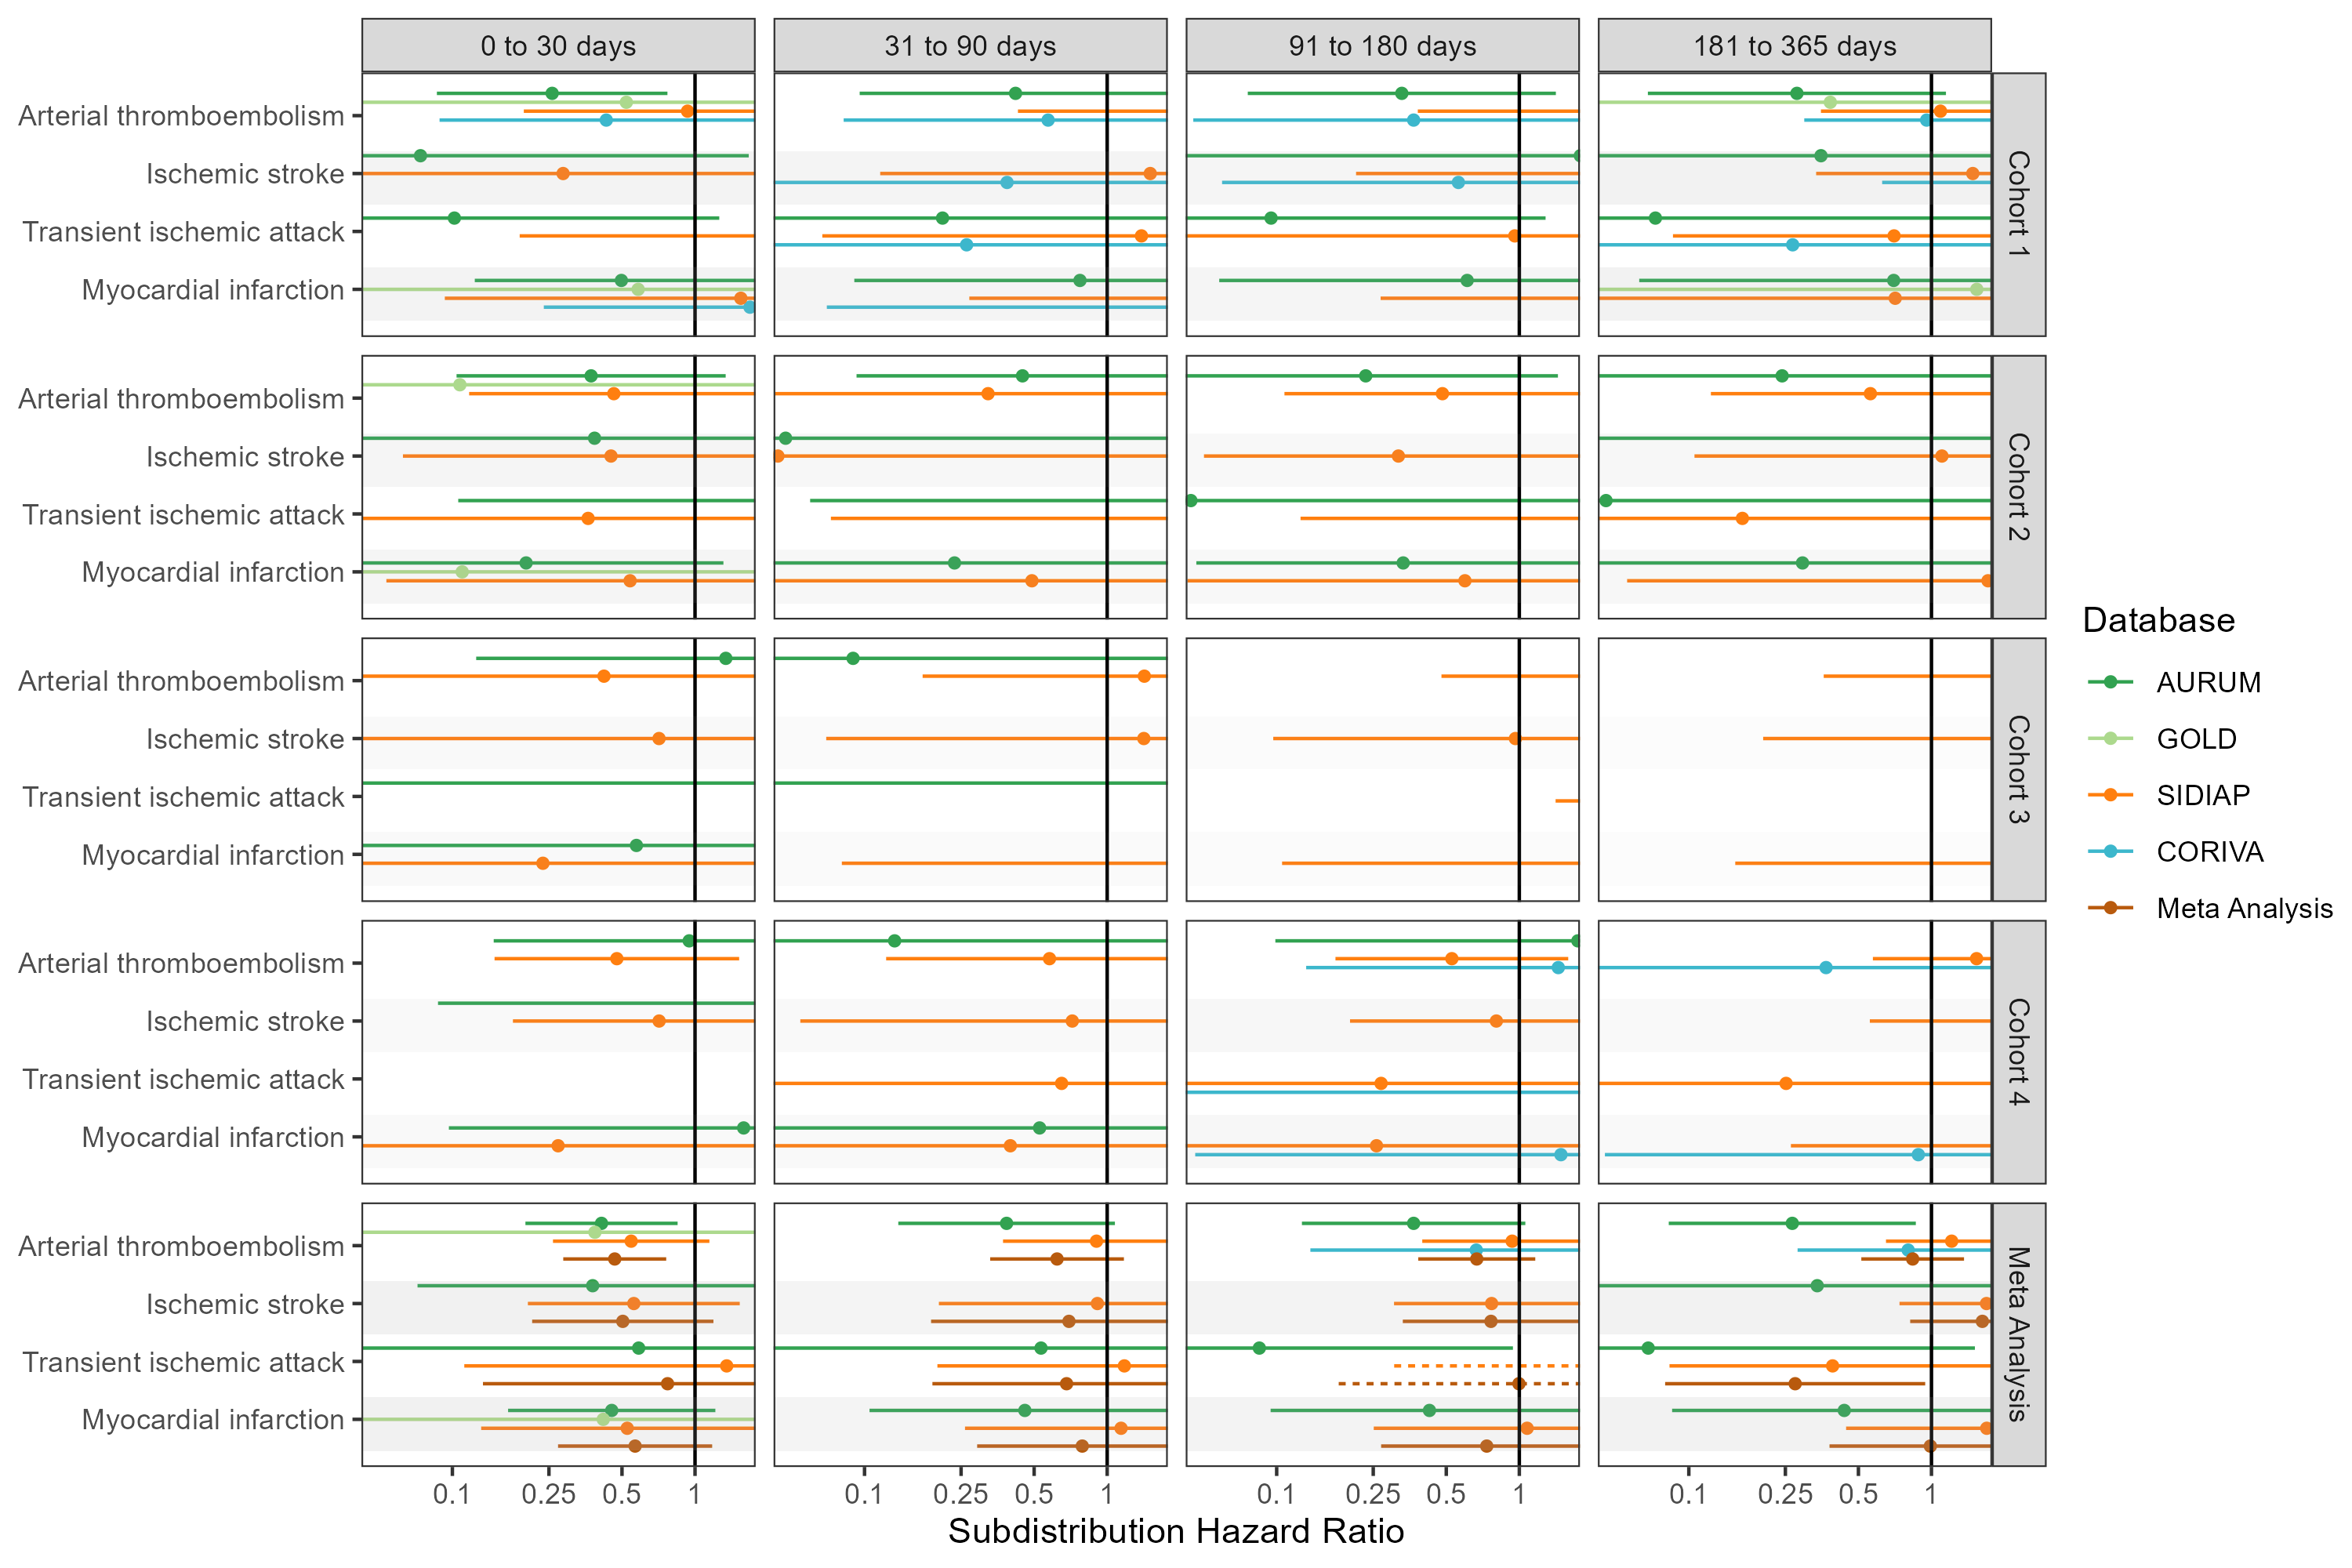 0 to 30 days
31 to 90 days
91 to 180 days
181 to 365 days
Arterial thromboembolism
Ischemic stroke
Transient ischemic attack
Myocardial infarction
Cohort 1
Arterial thromboembolism
Ischemic stroke
Transient ischemic attack
Myocardial infarction
Cohort 2
Arterial thromboembolism
Ischemic stroke
Transient ischemic attack
Myocardial infarction
Cohort 3
Arterial thromboembolism
Ischemic stroke
Transient ischemic attack
Myocardial infarction
Cohort 4
Arterial thromboembolism
Ischemic stroke
Transient ischemic attack
Myocardial infarction
Meta Analysis
0.1 0.25 0.5 1
0.1 0.25 0.5 1
0.1 0.25 0.5 1
0.1 0.25 0.5 1
Subdistribution Hazard Ratio
Database
AURUM
GOLD
SIDIAP
CORIVA
Meta Analysis